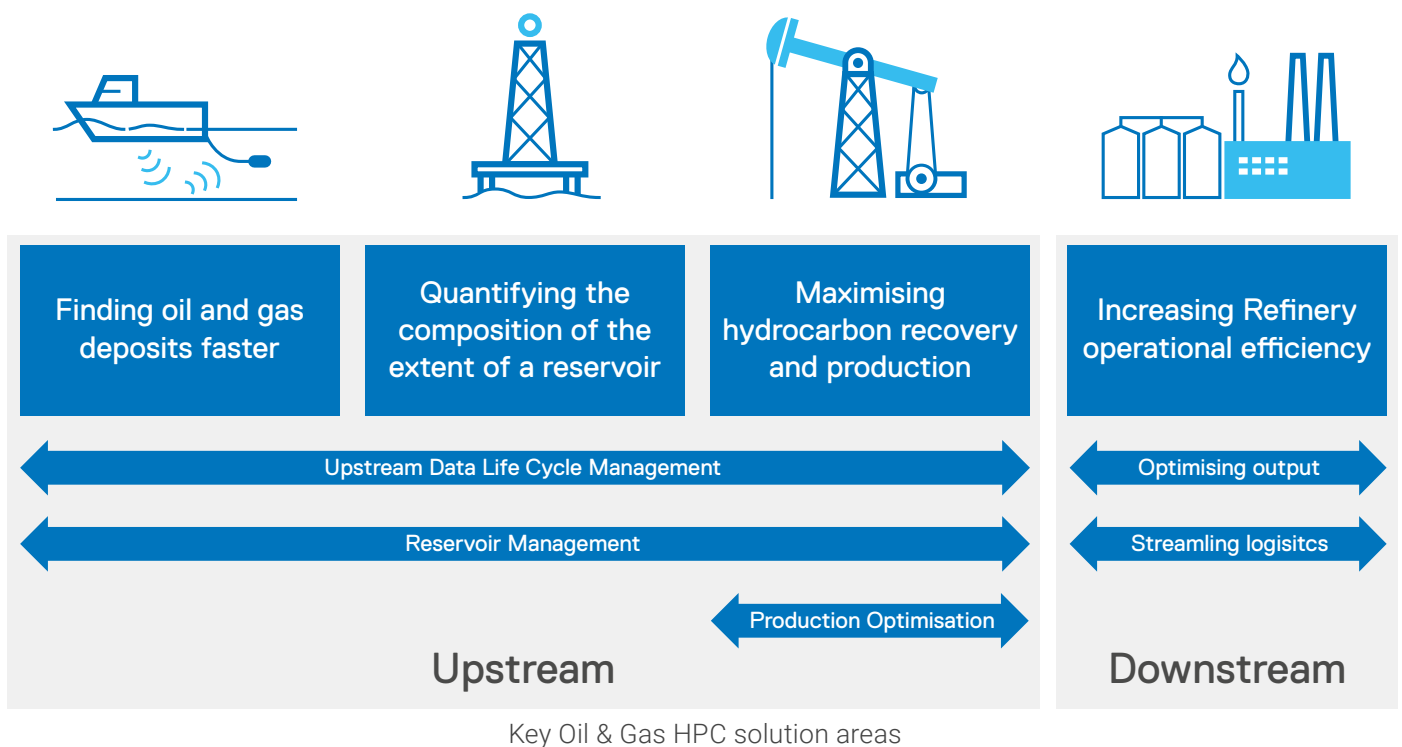 Finding oil and gas
deposits faster
Quantifying the
composition of the
extent of a reservoir
Maximising
hydrocarbon recovery
and production
Increasing Refinery
operational efficiency
Upstream Data Life Cycle Management
Optimising output
Reservoir Management
Streamling logisitcs
Production Optimisation
Upstream
Downstream
Key Oil & Gas HPC solution areas